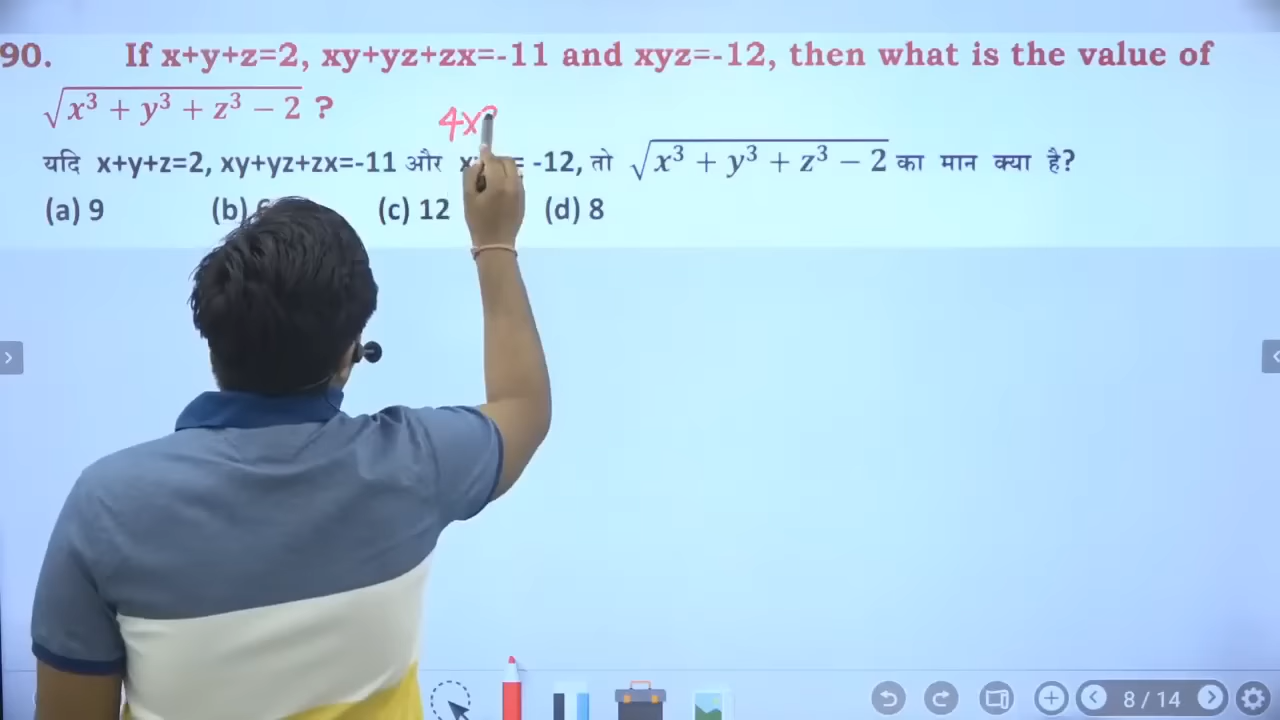 90. If x+y+z=2, xy+yz+zx=-11 and xyz=-12, then what is the value of
√x³ + y³ + z³ − 2 ?
4x
यदि x+y+z=2, xy+yz+zx=-11 और = -12, तो √x³ + y³ + z³ − 2 का मान क्या है?
(a) 9 (b) (c) 12 (d) 8
8 / 14